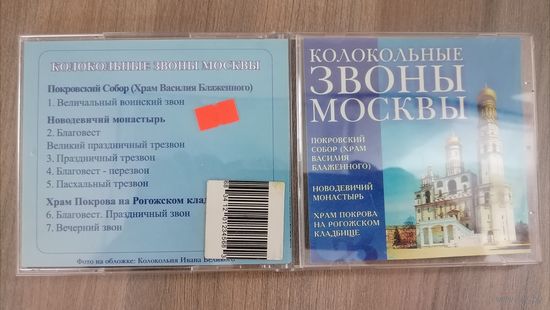 КОЛОКОЛЬНЫЕ ЗВОНЫ МОСКВЫ
Покровский Собор (Храм Василия Блаженного)
1. Величальный воинский звон
Новодевичий монастырь
2. Благовест
Великий праздничный трезвон
3. Праздничный трезвон
4. Благовест - перезвон
5. Пасхальный трезвон
Храм Покрова на Рогожском
6. Благовест. Праздничный звон
7. Вечерний звон
Фото на обложке: Колокольня Ивана Великого
КОЛОКОЛЬНЫЕ
ЗВОНЫ
МОСКВЫ
ПОКРОВСКИЙ
СОБОР (ХРАМ
ВАСИЛИЯ
БЛАЖЕННОГО)
НОВОДЕВИЧИЙ
МОНАСТЫРЬ
ХРАМ ПОКРОВА
НА РОГОЖСКОМ
КЛАДБИЩЕ